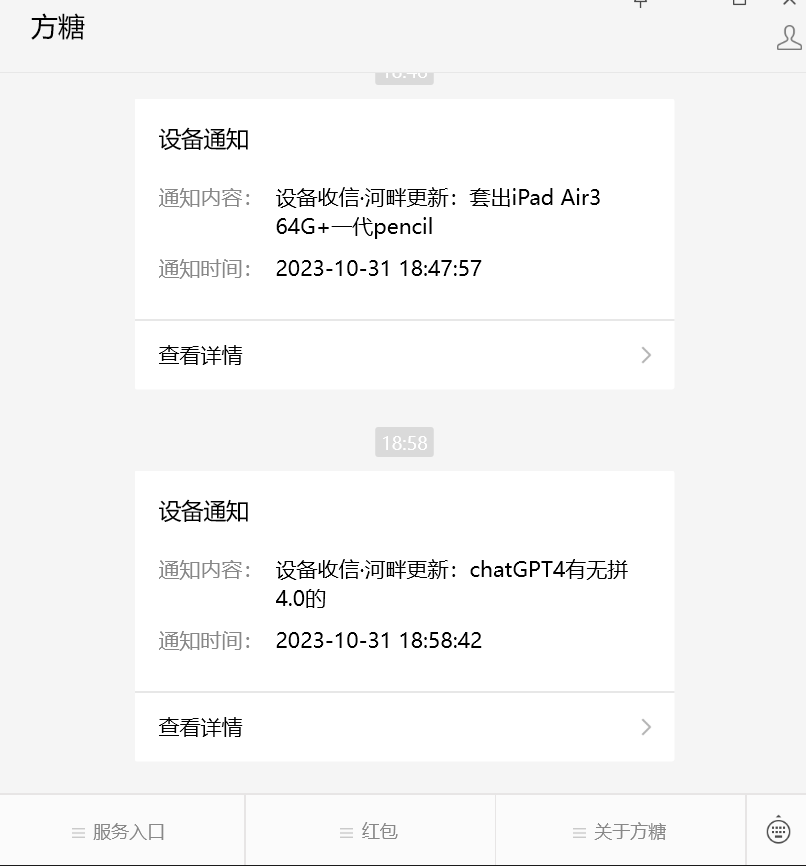 方糖
设备通知
通知内容： 设备收信·河畔更新：套出iPad Air3
64G+一代pencil
通知时间： 2023-10-31 18:47:57
查看详情
18:58
设备通知
通知内容： 设备收信·河畔更新：chatGPT4有无拼
4.0的
通知时间： 2023-10-31 18:58:42
查看详情
服务入口 红包 关于方糖